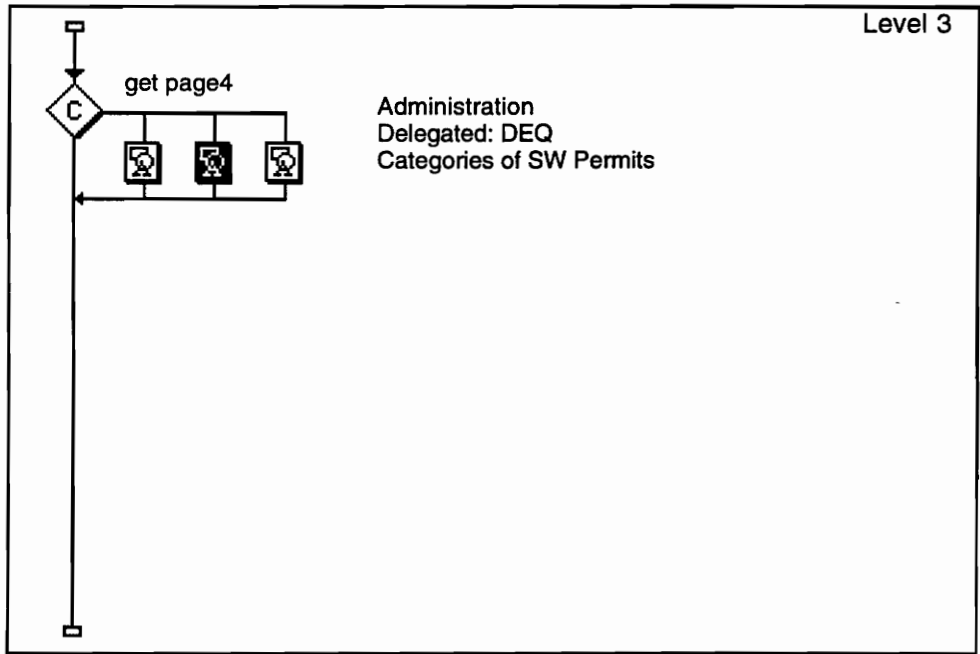 Level 3
get page4
C
Administration
Delegated: DEQ
Categories of SW Permits